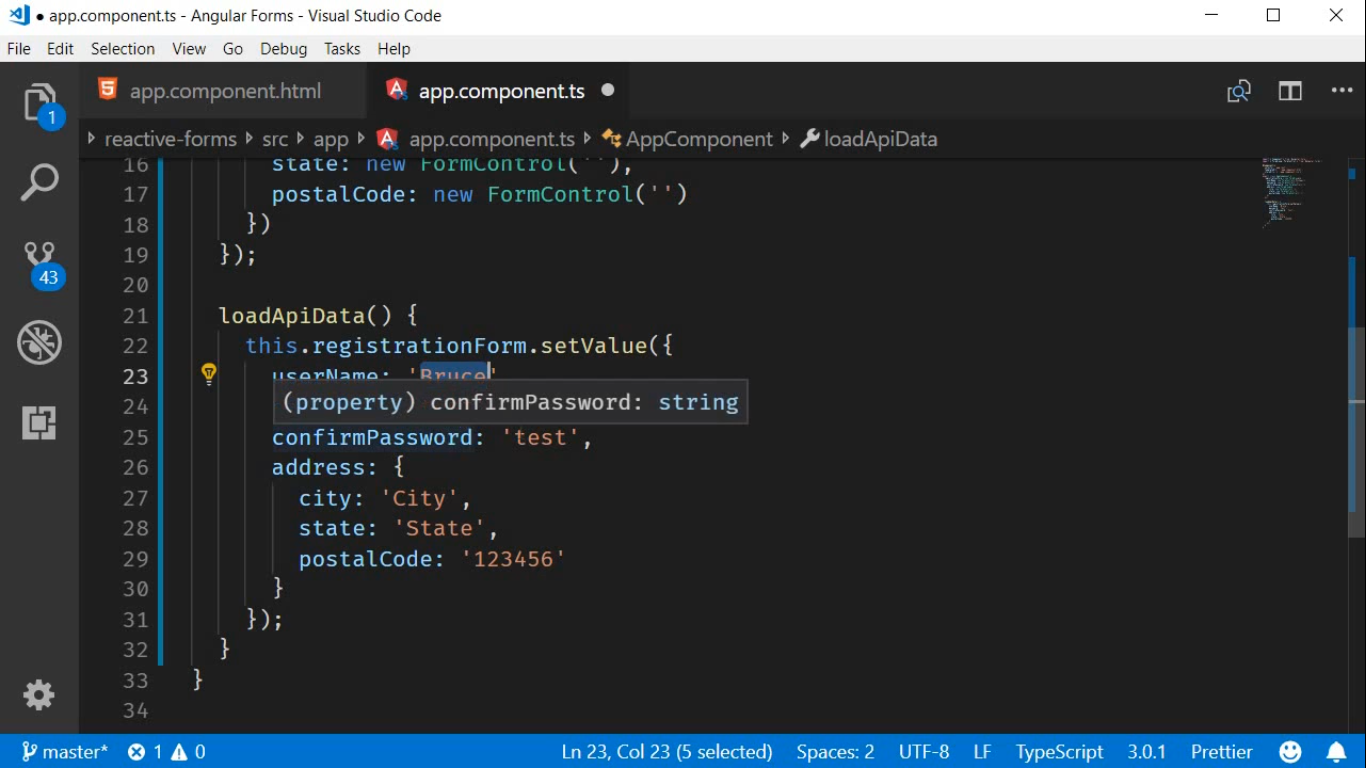 ● app.component.ts - Angular Forms - Visual Studio Code
File Edit Selection View Go Debug Tasks Help
app.component.html app.component.ts
reactive-forms src app app.component.ts AppComponent loadApiData
1
43
16 state: new FormControl(''),
17 postalCode: new FormControl('')
18 })
19 });
20
21 loadApiData() {
22 this.registrationForm.setValue({
23 userName: 'Bruce'
24 (property) confirmPassword: string
25 confirmPassword: 'test',
26 address: {
27 city: 'City',
28 state: 'State',
29 postalCode: '123456'
30 }
31 });
32 }
33 }
34
master* 1 0 Ln 23, Col 23 (5 selected) Spaces: 2 UTF-8 LF TypeScript 3.0.1 Prettier